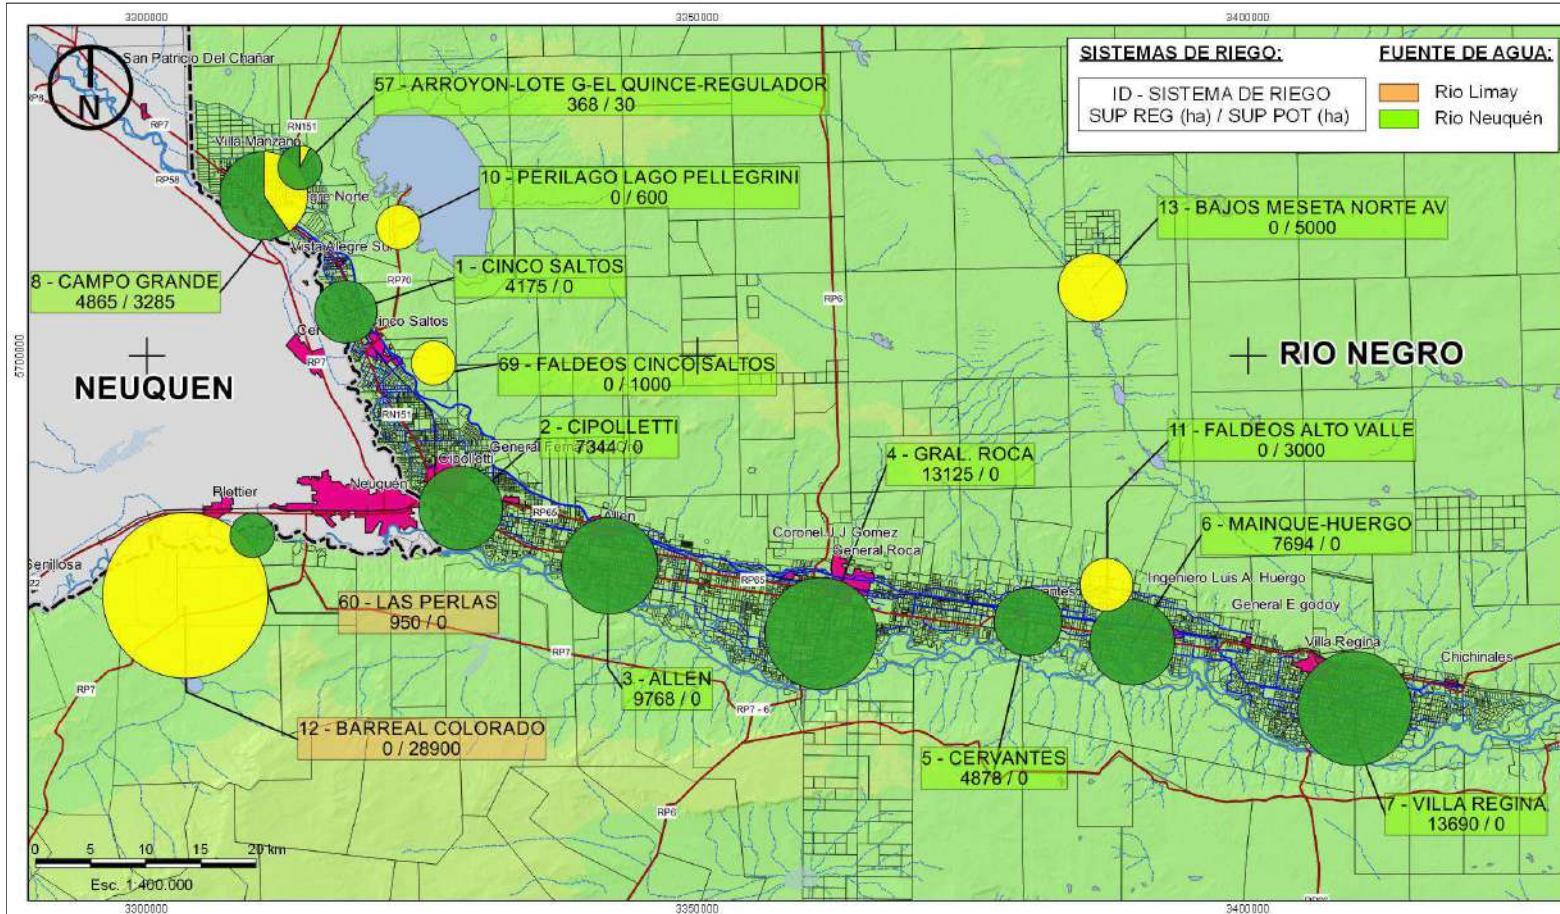 3300000
3350000
3400000
San Patricio Del Chañar
SISTEMAS DE RIEGO:
FUENTE DE AGUA:
ID - SISTEMA DE RIEGO
SUP REG (ha) / SUP POT (ha)
Rio Limay
Rio Neuquén
N
57 - ARROYON-LOTE G-EL QUINCE-REGULADOR
368 / 30
RP8
RP7
RN151
Villa Manzano
RP58
10 - PERILAGO LAGO PELLEGRINI
0 / 600
13 - BAJOS MESETA NORTE AV
0 / 5000
Vista Alegre Su
8 - CAMPO GRANDE
4865 / 3285
1 - CINCO SALTOS
4175 / 0
RP70
RP6
5700000
RP7
69 - FALDEOS CINCO SALTOS
0 / 1000
NEUQUEN
RIO NEGRO
RN151
2 - CIPOLLETTI
7344 / 0
Cipolletti
4 - GRAL. ROCA
13125 / 0
11 - FALDEOS ALTO VALLE
0 / 3000
Plottier
Neuquén
RP65
Allen
6 - MAINQUE-HUERGO
7694 / 0
Coronel J J Gomez
General Roca
Senillosa
22
RP65
Ingeniero Luis A. Huergo
General E godoy
60 - LAS PERLAS
950 / 0
Villa Regina
Chichinales
RP7
RP7
3 - ALLEN
9768 / 0
RP7 - 6
12 - BARREAL COLORADO
0 / 28900
5 - CERVANTES
4878 / 0
7 - VILLA REGINA
13690 / 0
RP6
0 5 10 15 20 km
Esc. 1:400.000
3300000
3350000
3400000